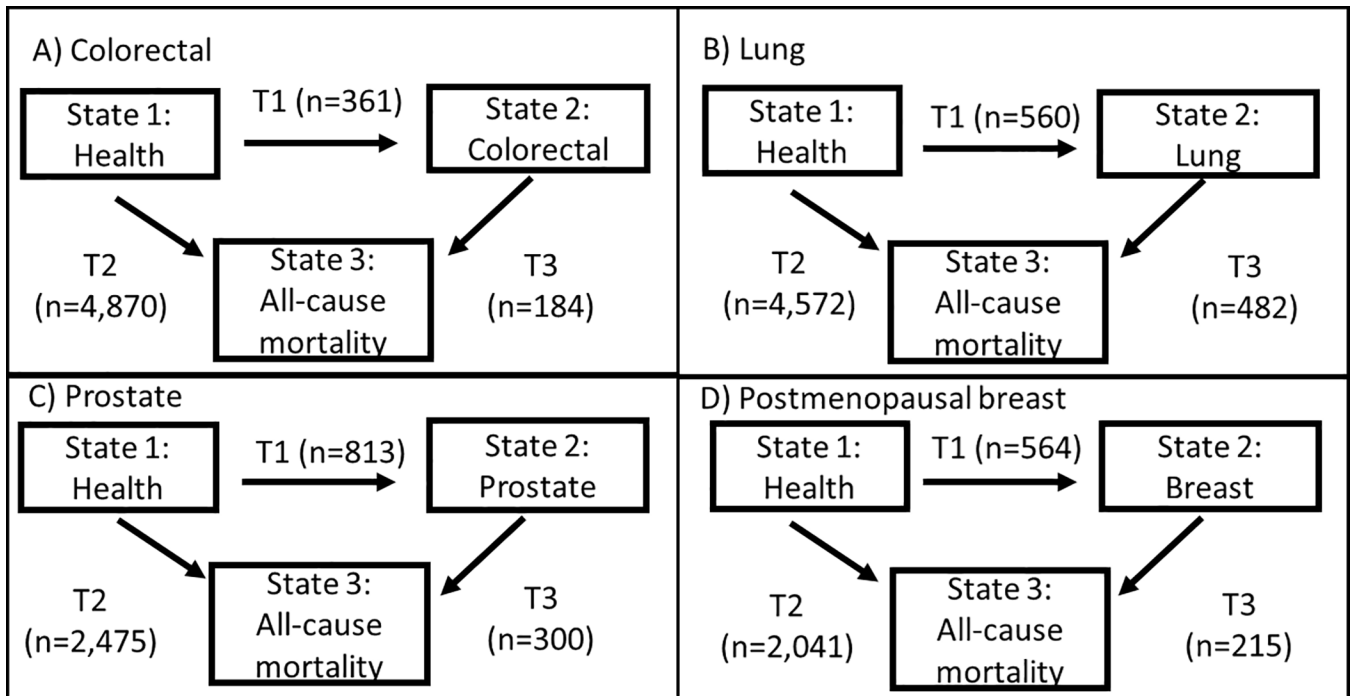 A) Colorectal
State 1:
Health
T1 (n=361)
State 2:
Colorectal
T2
(n=4,870)
State 3:
All-cause
mortality
T3
(n=184)
B) Lung
State 1:
Health
T1 (n=560)
State 2:
Lung
T2
(n=4,572)
State 3:
All-cause
mortality
T3
(n=482)
C) Prostate
State 1:
Health
T1 (n=813)
State 2:
Prostate
T2
(n=2,475)
State 3:
All-cause
mortality
T3
(n=300)
D) Postmenopausal breast
State 1:
Health
T1 (n=564)
State 2:
Breast
T2
(n=2,041)
State 3:
All-cause
mortality
T3
(n=215)